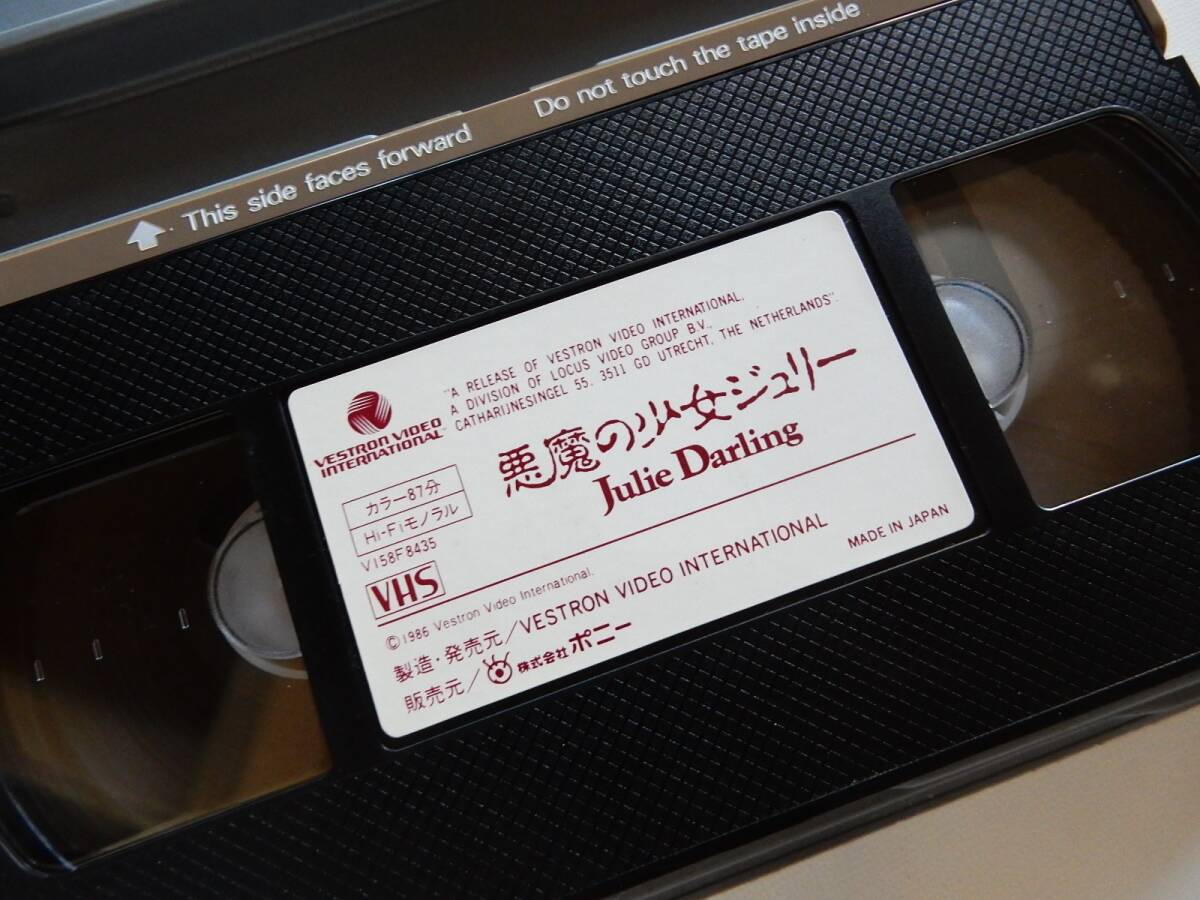 This side faces forward
Do not touch the tape inside
VESTRON VIDEO
INTERNATIONAL
"A RELEASE OF VESTRON VIDEO INTERNATIONAL,
A DIVISION OF LOCUS VIDEO GROUP B.V.,
CATHARIJNESINGEL 55. 3511 GD UTRECHT, THE NETHERLANDS".
悪魔の少女ジュリー
Julie Darling
カラー87分
Hi-Fiモノラル
V158F8435
VHS
©1986 Vestron Video International.
製造・発売元/VESTRON VIDEO INTERNATIONAL
販売元/株式会社ポニー
MADE IN JAPAN